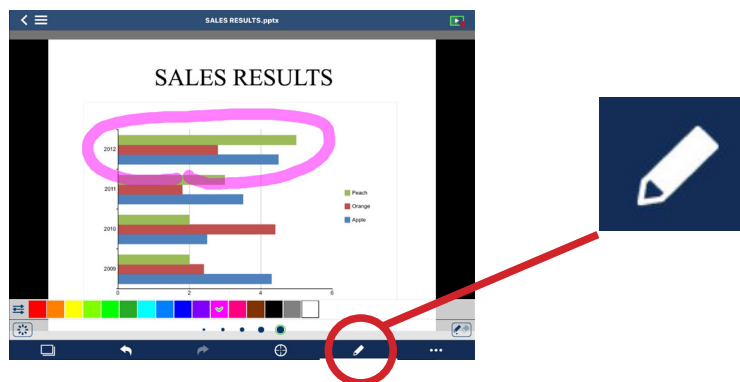 SALES RESULTS.pptx
SALES RESULTS
2012
2011
2010
2009
Peach
Orange
Apple
0 2 4 6